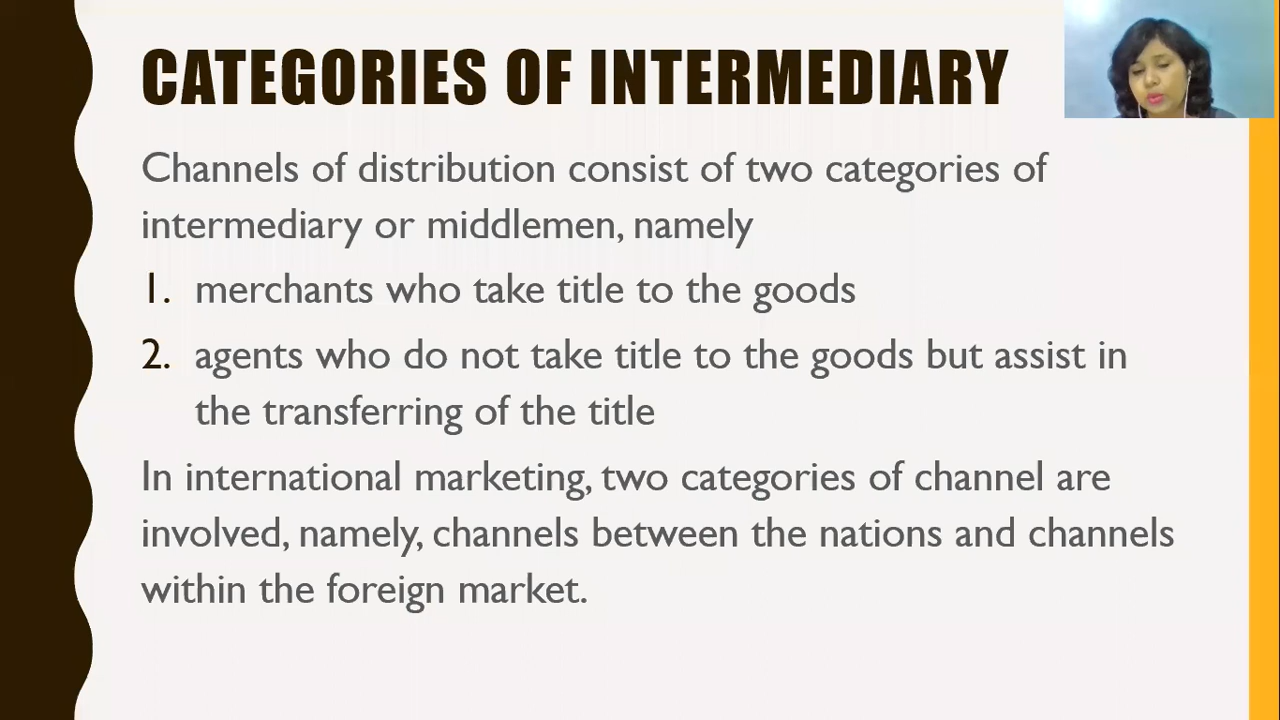 CATEGORIES OF INTERMEDIARY
Channels of distribution consist of two categories of
intermediary or middlemen, namely
1. merchants who take title to the goods
2. agents who do not take title to the goods but assist in
the transferring of the title
In international marketing, two categories of channel are
involved, namely, channels between the nations and channels
within the foreign market.